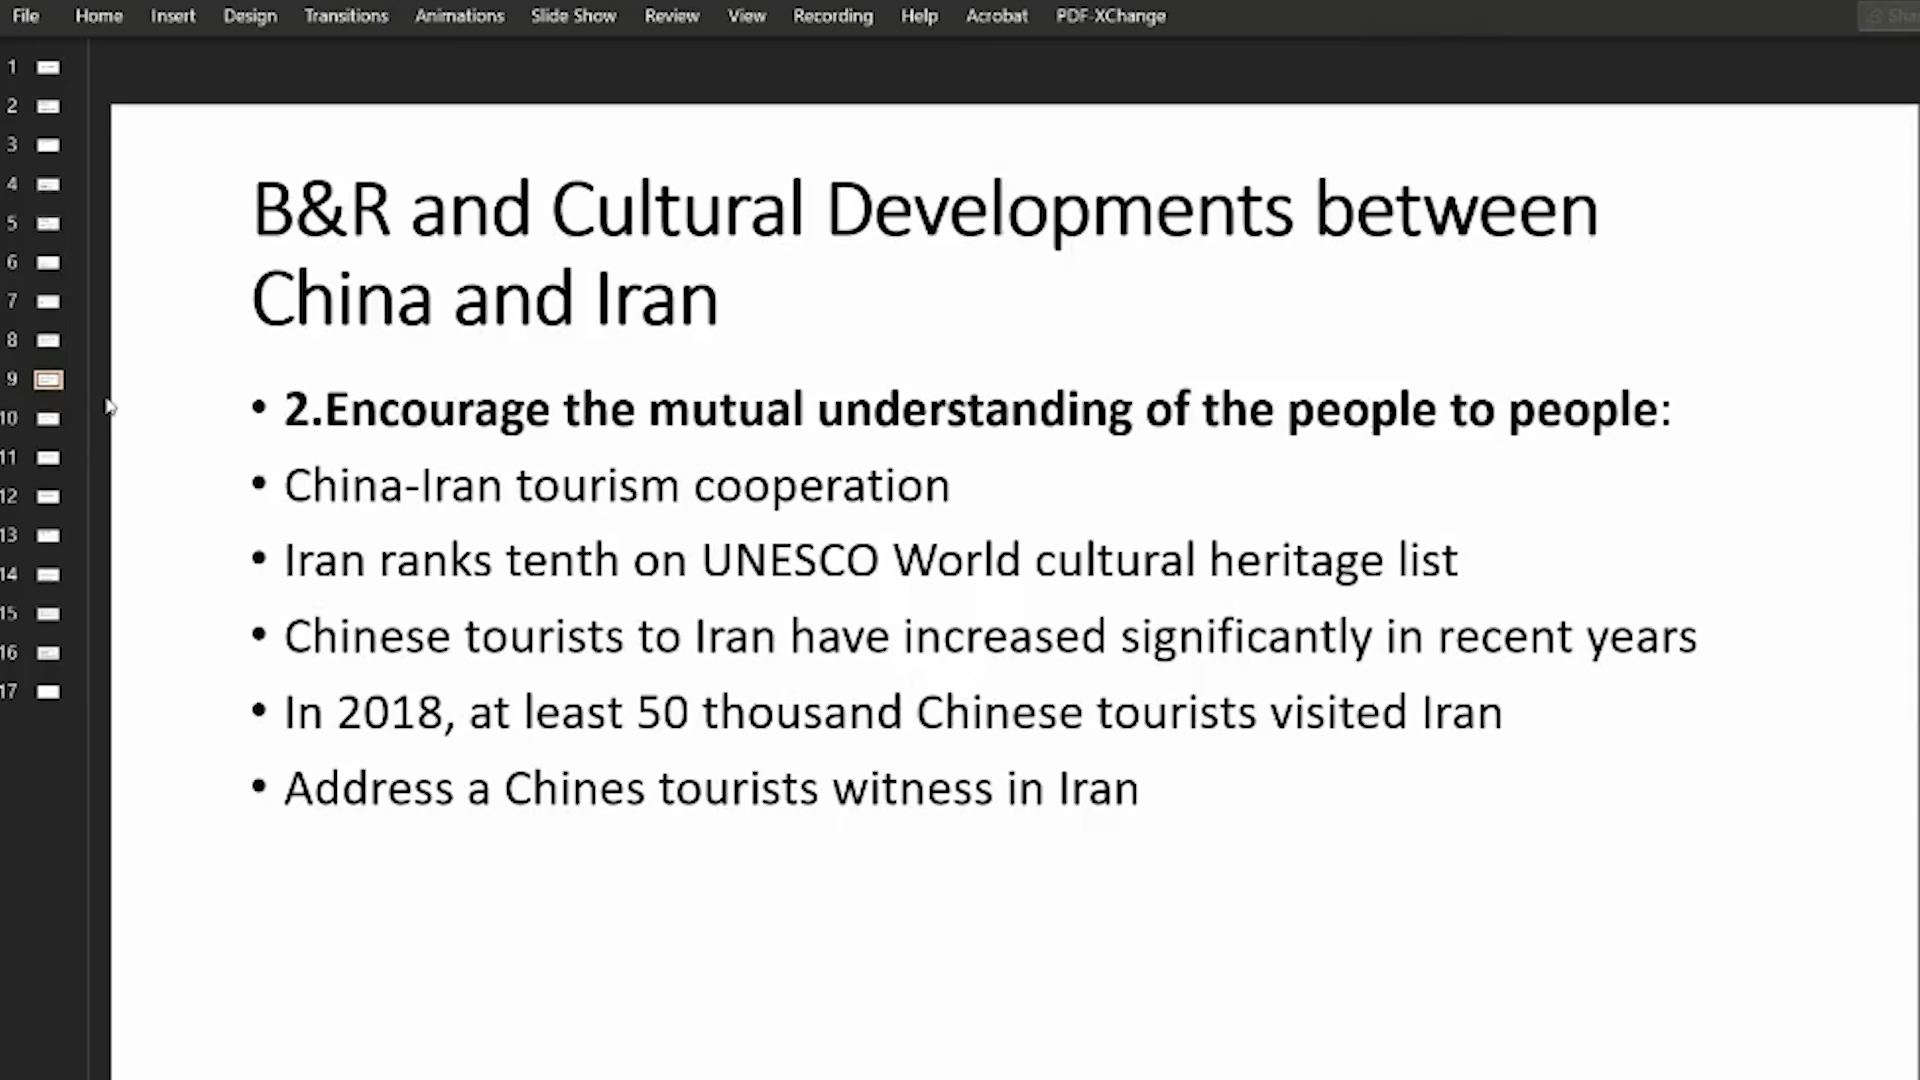 File Home Insert Design Transitions Animations Slide Show Review View Recording Help Acrobat PDF-XChange
1
2
3
4
5
6
7
8
9
10
11
12
13
14
15
16
17
B&R and Cultural Developments between
China and Iran
• 2.Encourage the mutual understanding of the people to people:
• China-Iran tourism cooperation
• Iran ranks tenth on UNESCO World cultural heritage list
• Chinese tourists to Iran have increased significantly in recent years
• In 2018, at least 50 thousand Chinese tourists visited Iran
• Address a Chines tourists witness in Iran